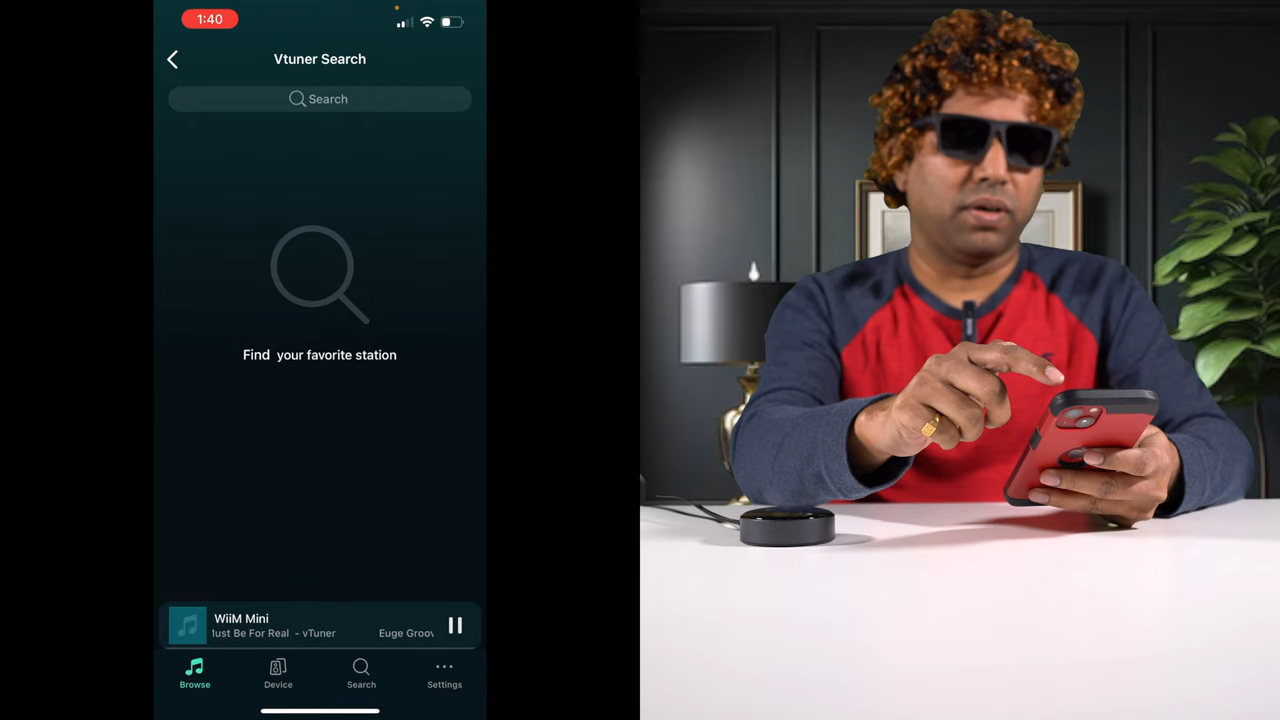 1:40
Vtuner Search
Search
Find your favorite station
WiiM Mini
Must Be For Real - vTuner Euge Groov
Browse
Device
Search
Settings